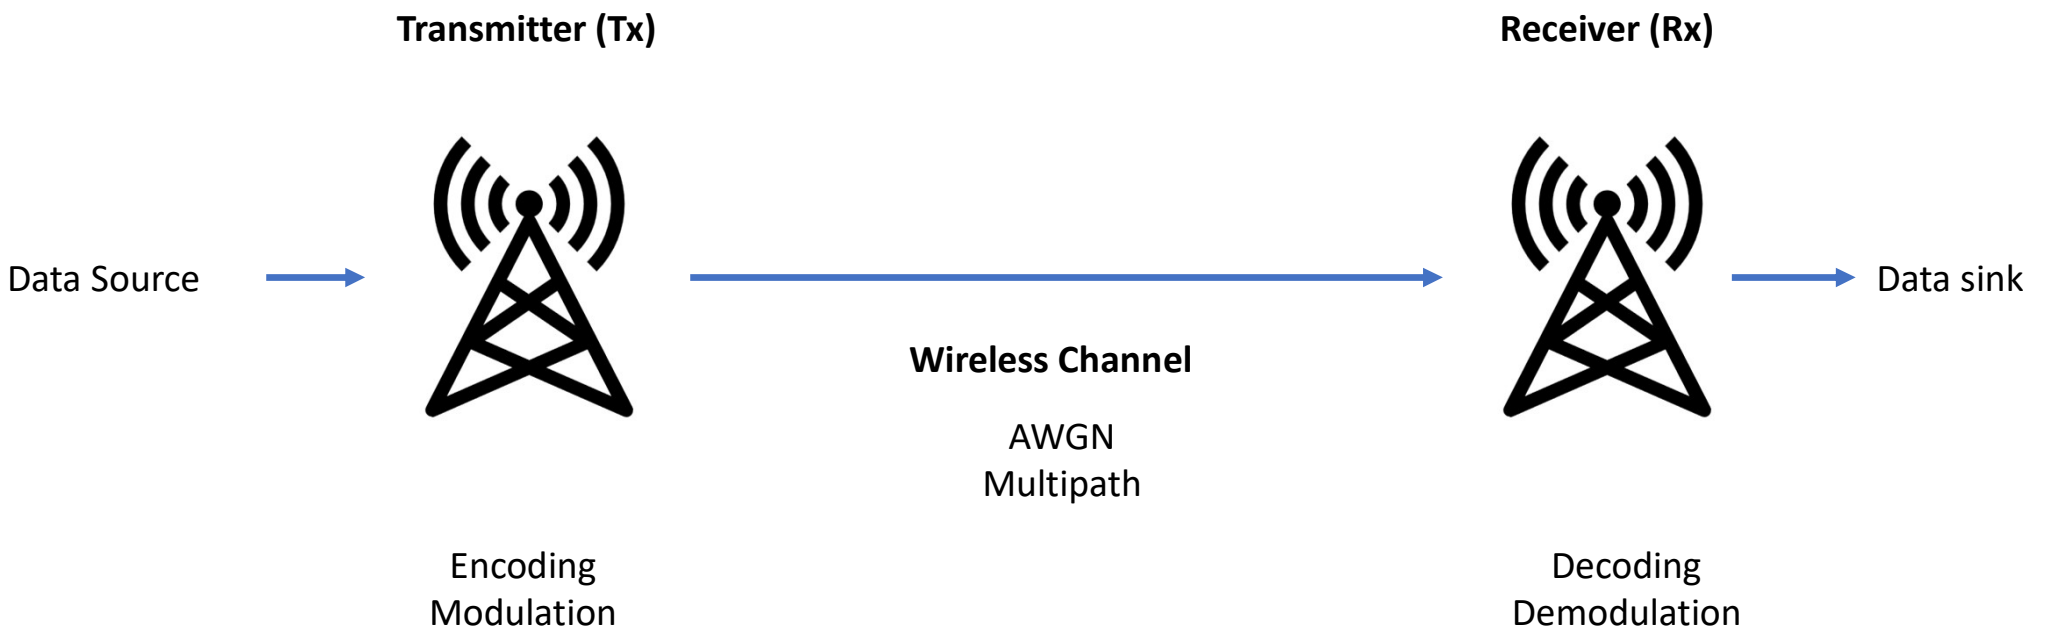 Transmitter (Tx)
Receiver (Rx)
Data Source
Data sink
Wireless Channel
AWGN
Multipath
Encoding
Modulation
Decoding
Demodulation